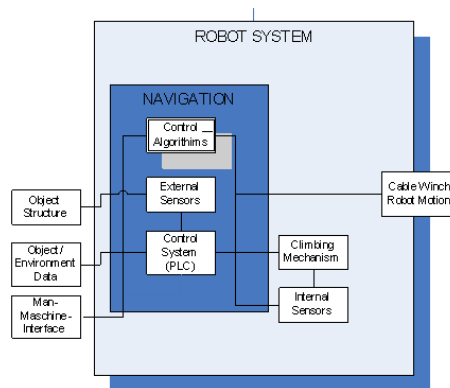 ROBOT SYSTEM
NAVIGATION
Control
Algorithims
External
Sensors
Control
System
(PLC)
Object
Structure
Object /
Environment
Data
Man-
Maschine-
Interface
Climbing
Mechanism
Internal
Sensors
Cable Winch
Robot Motion